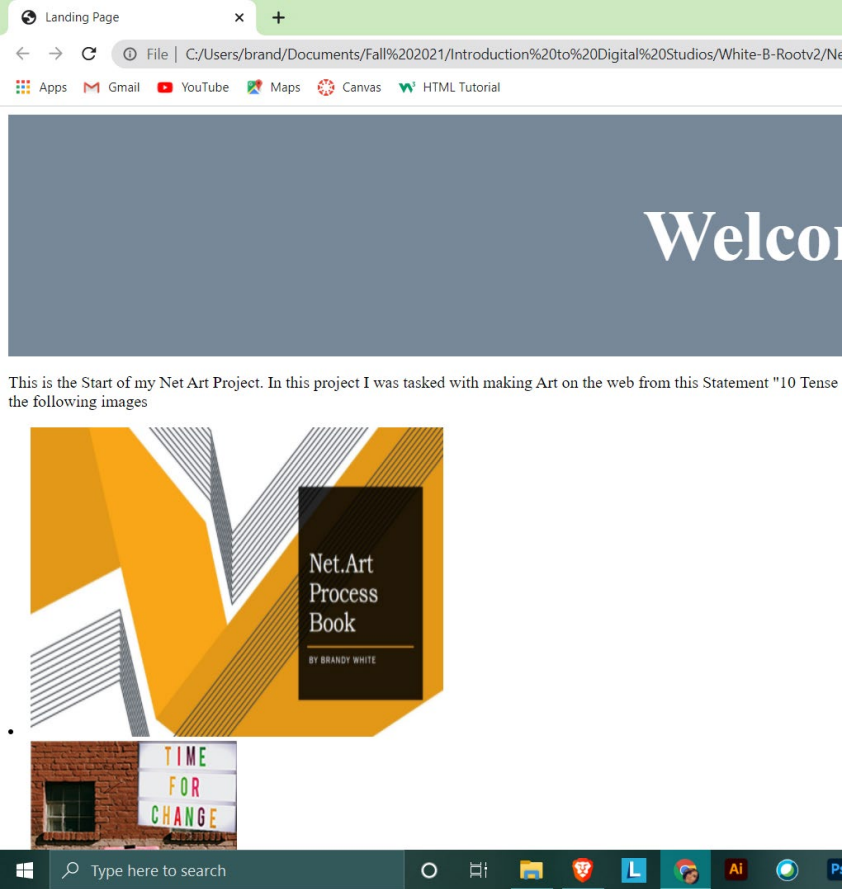 Landing Page
File | C:/Users/brand/Documents/Fall%202021/Introduction%20to%20Digital%20Studios/White-B-Rootv2/Ne
Apps Gmail YouTube Maps Canvas HTML Tutorial
Welco
This is the Start of my Net Art Project. In this project I was tasked with making Art on the web from this Statement "10 Tense
the following images
Net.Art
Process
Book
BY BRANDY WHITE
TIME
FOR
CHANGE
Type here to search
L
Ai
Ps